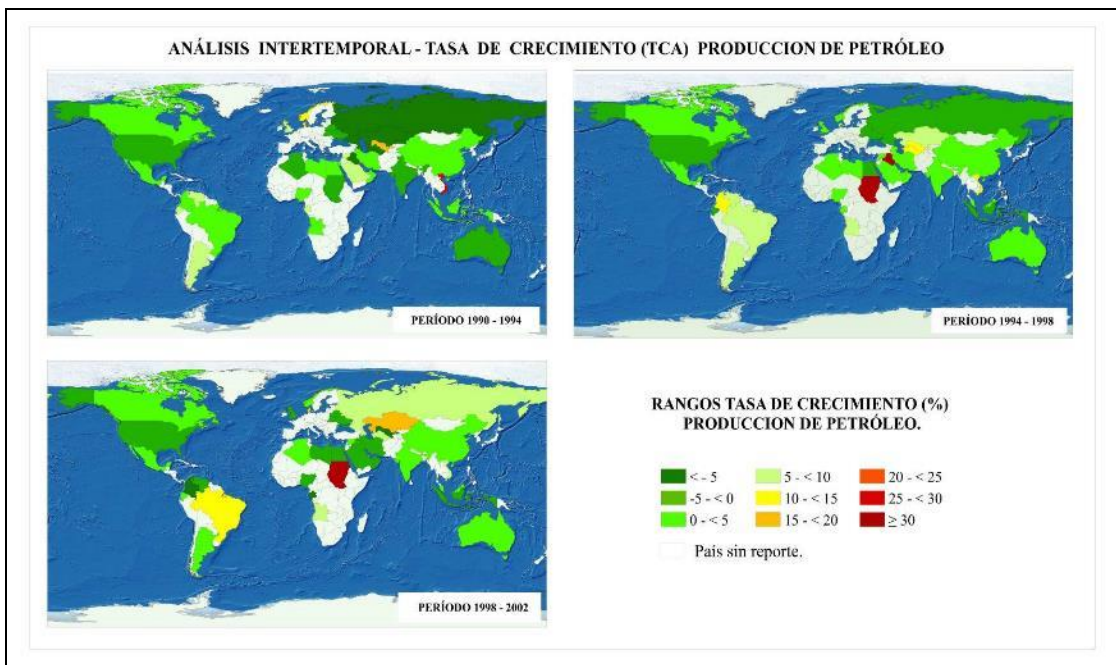 ANÁLISIS INTERTEMPORAL - TASA DE CRECIMIENTO (TCA) PRODUCCION DE PETRÓLEO
PERÍODO 1990 - 1994
PERÍODO 1994 - 1998
PERÍODO 1998 - 2002
RANGOS TASA DE CRECIMIENTO (%)
PRODUCCION DE PETRÓLEO.
< - 5
-5 - < 0
0 - < 5
5 - < 10
10 - < 15
15 - < 20
20 - < 25
25 - < 30
≥ 30
Pais sin reporte.